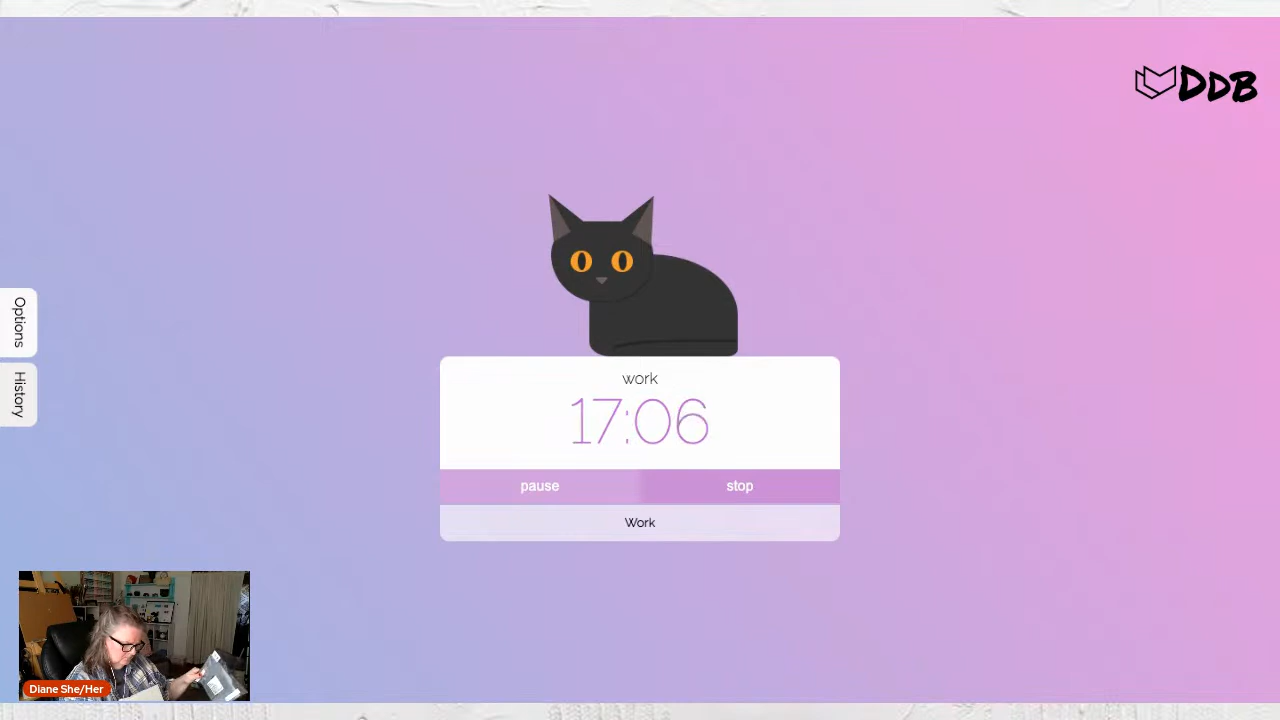 DDB
Options
History
work
17:06
pause
stop
Work
Diane She/Her